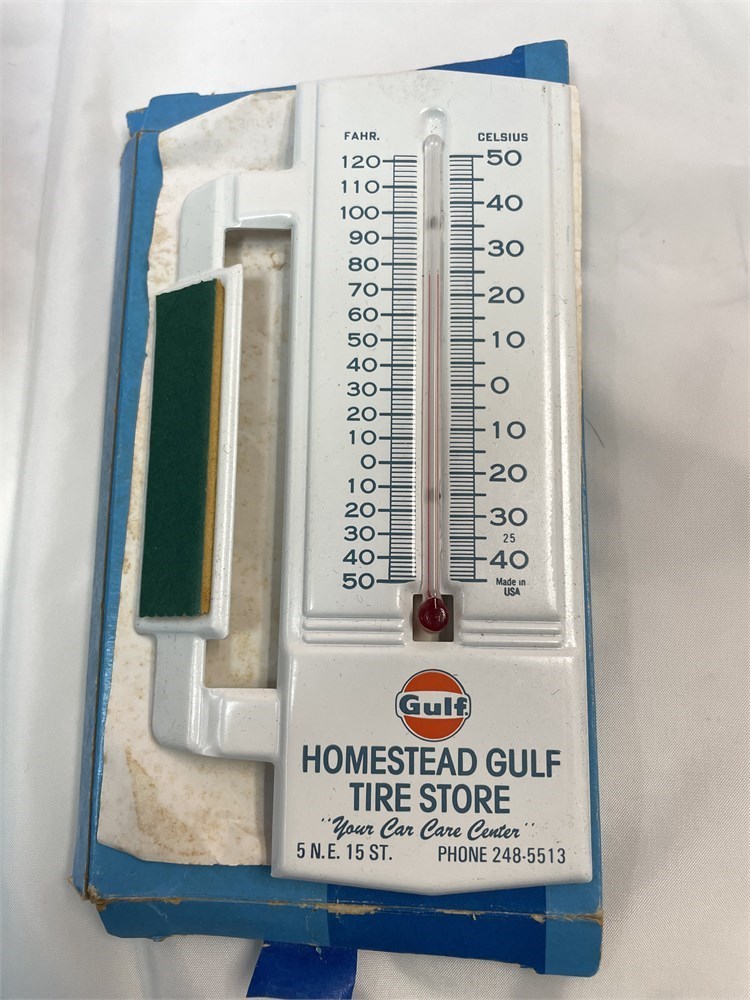 FAHR. CELSIUS
120 50
110
100 40
90
80 30
70 20
60
50 10
40
30 0
20
10 10
0
10 20
20
30 30
25
40 40
50 Made in
USA
Gulf
HOMESTEAD GULF
TIRE STORE
"Your Car Care Center"
5 N.E. 15 ST. PHONE 248-5513